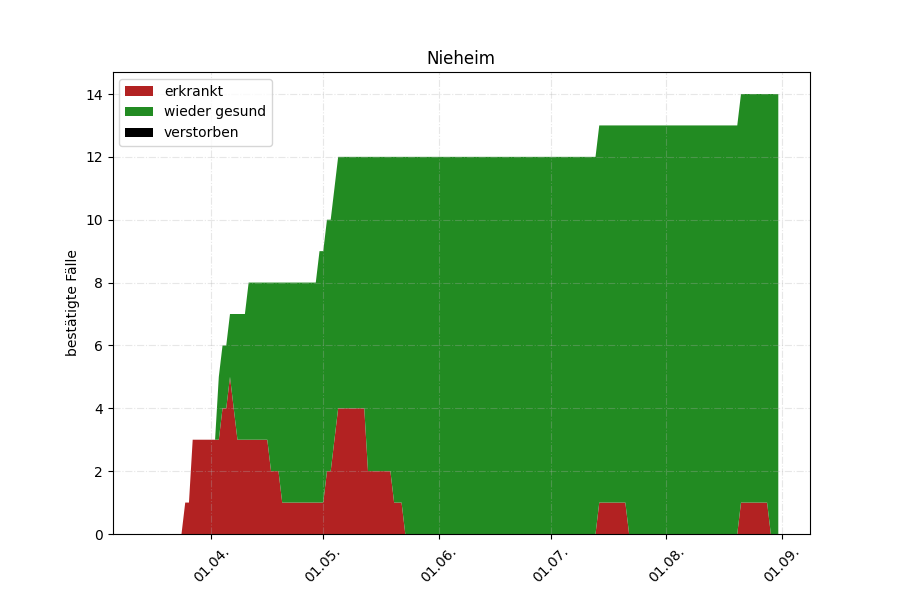 Nieheim
erkrankt
wieder gesund
verstorben
bestätigte Fälle
14
12
10
8
6
4
2
0
01.04.
01.05.
01.06.
01.07.
01.08.
01.09.